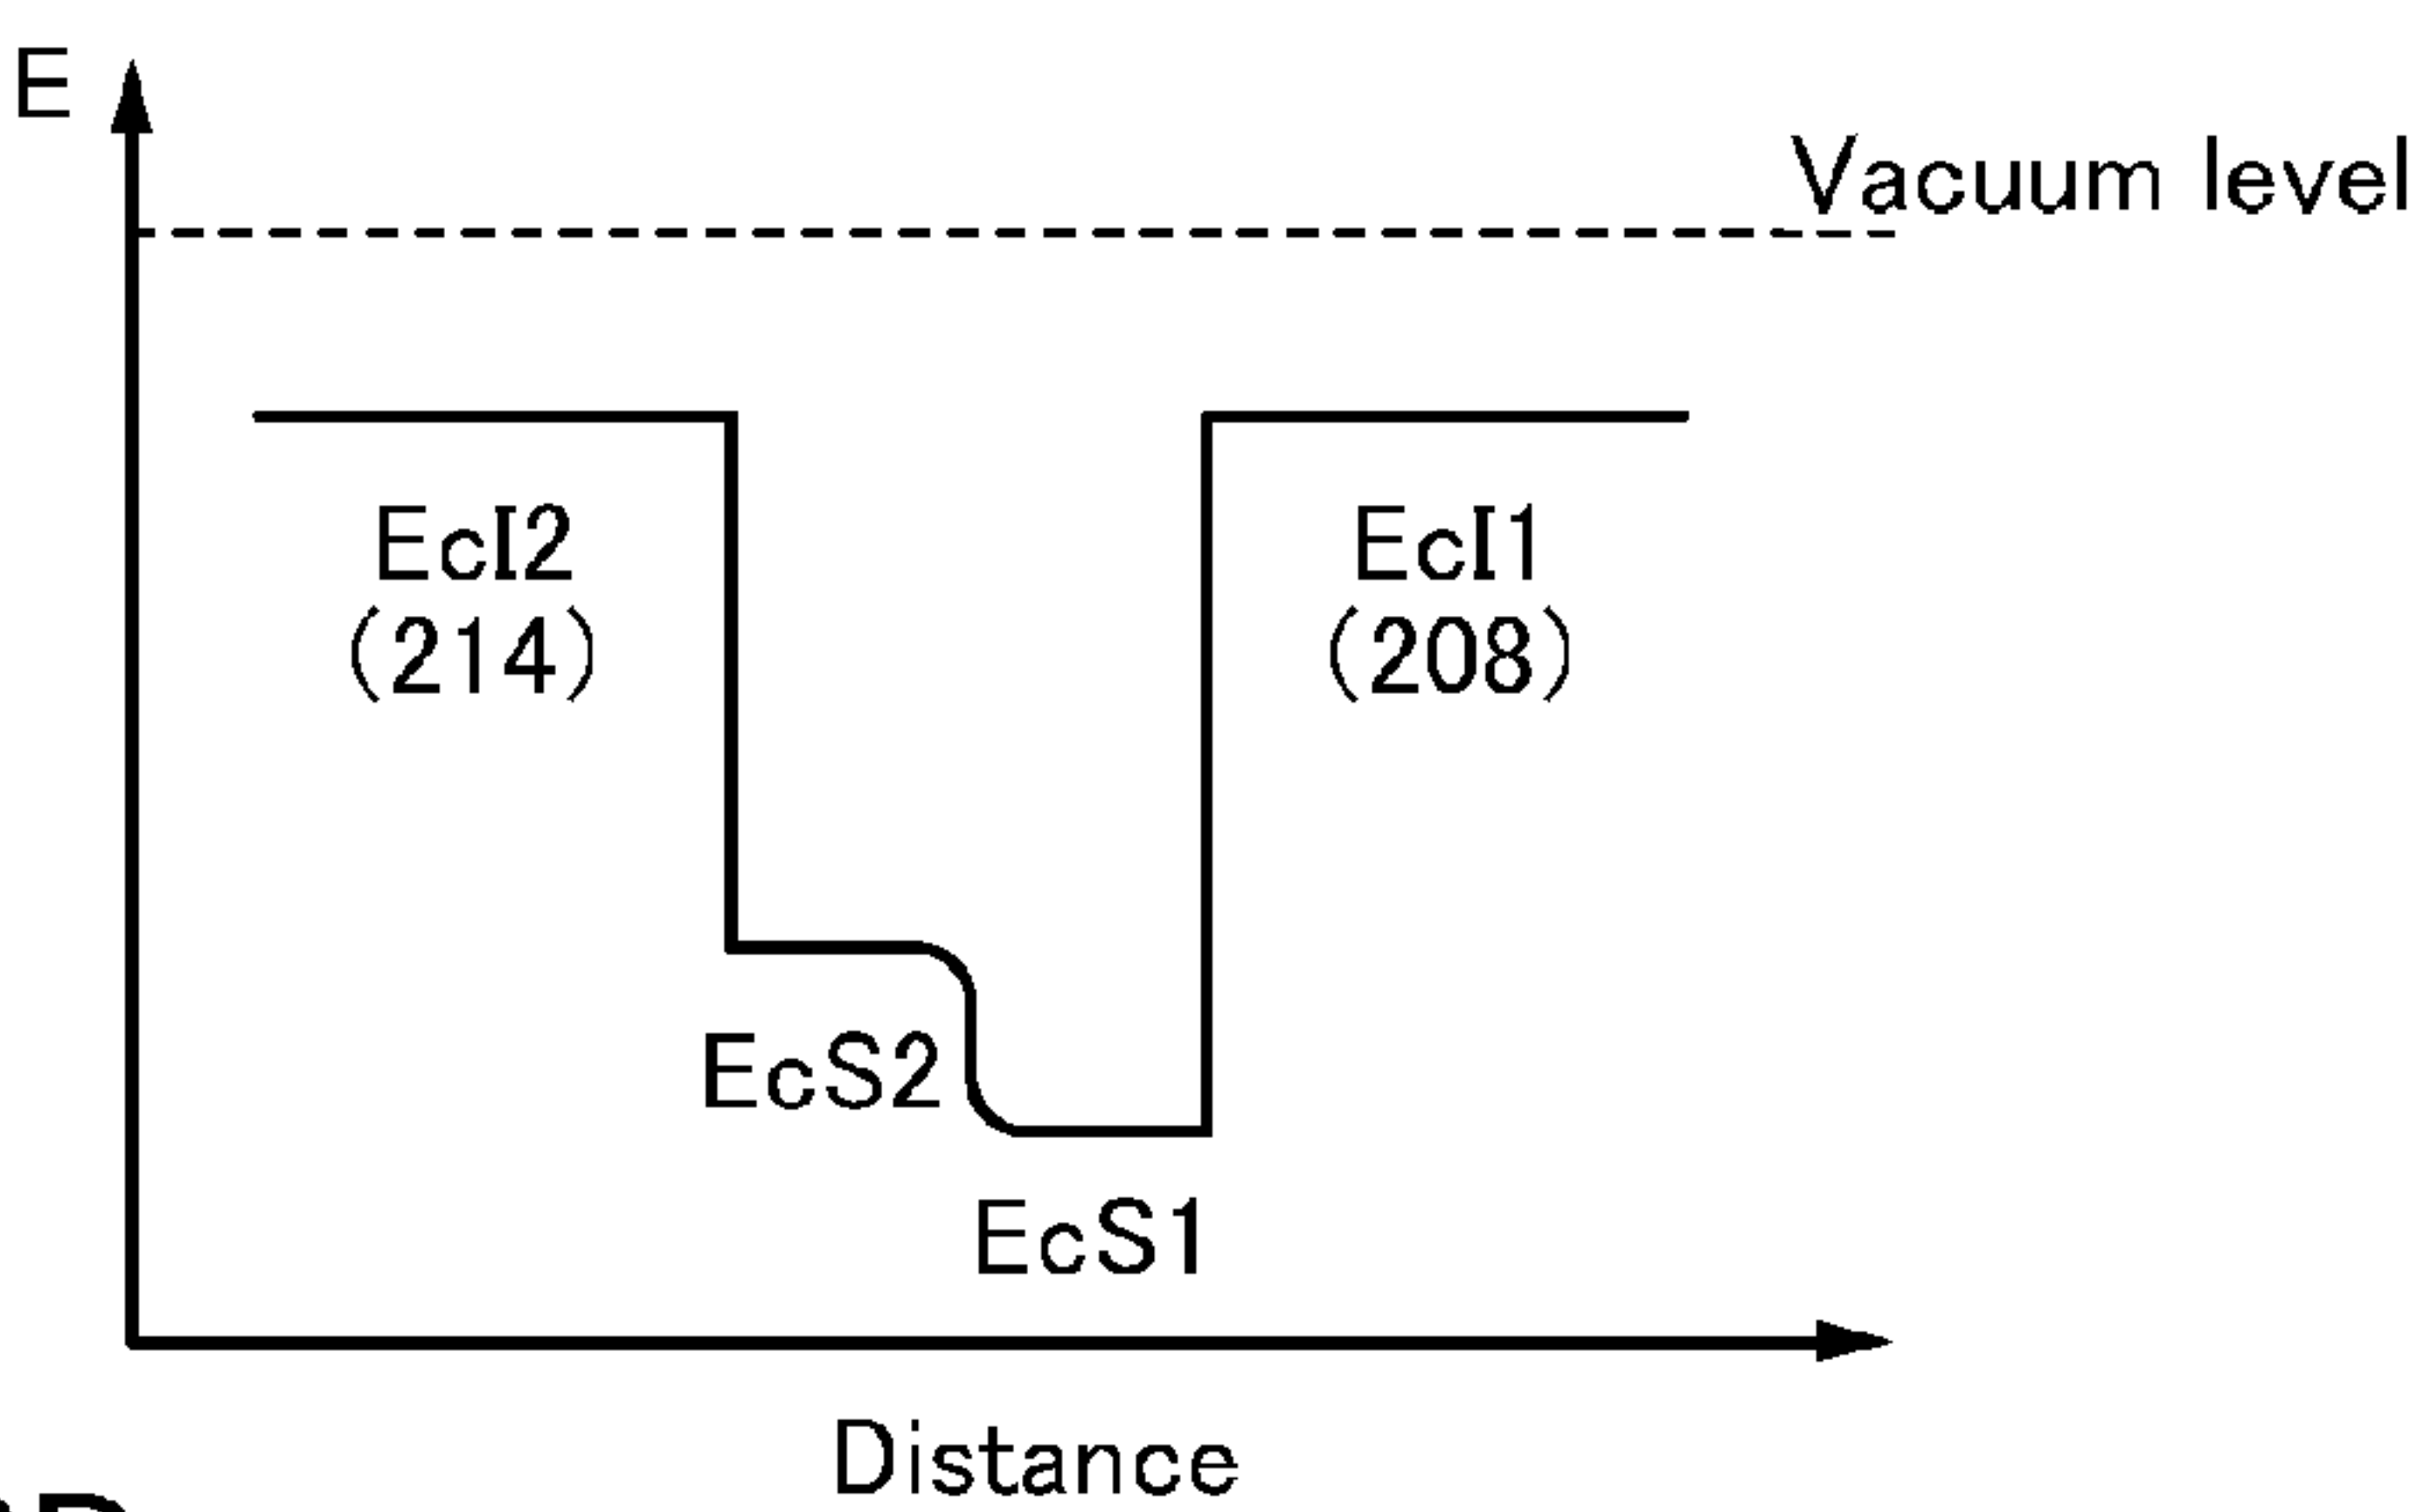 E
Vacuum level
EcI2
(214)
EcI1
(208)
EcS2
EcS1
Distance